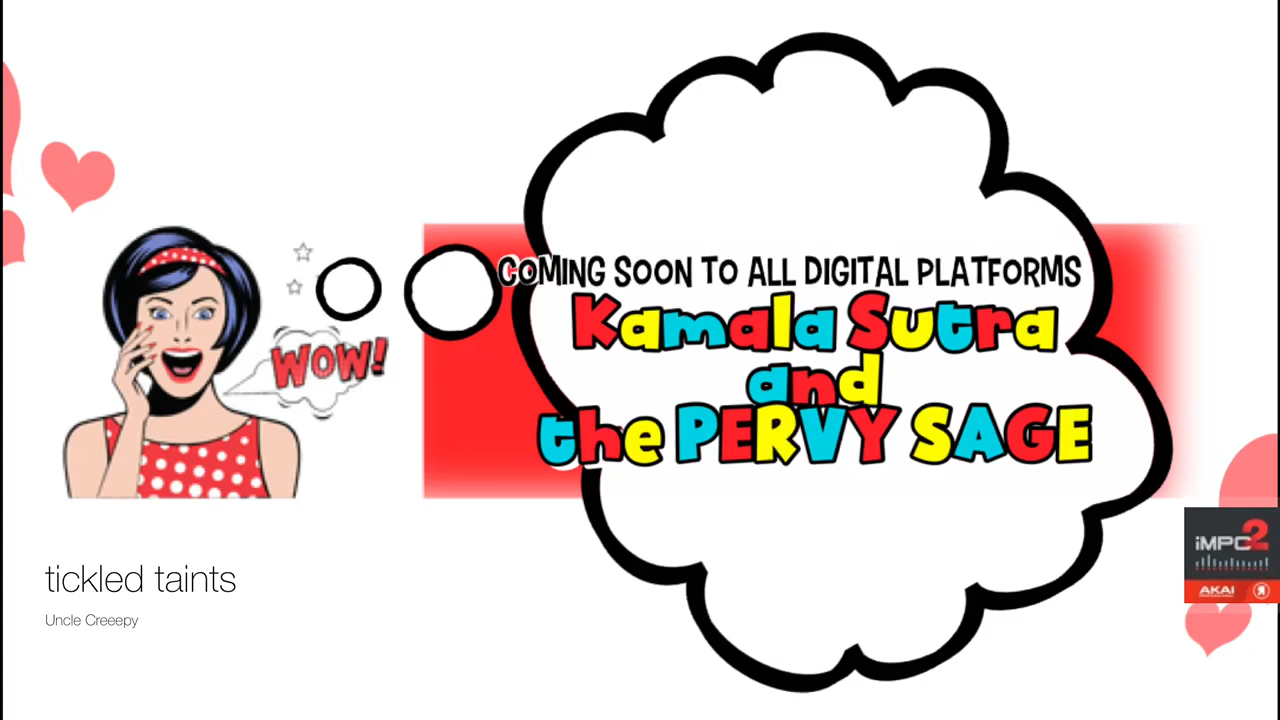 COMING SOON TO ALL DIGITAL PLATFORMS
Kamala Sutra
and
the PERVY SAGE
WOW!
tickled taints
Uncle Creeepy
iMPC2
AKAI